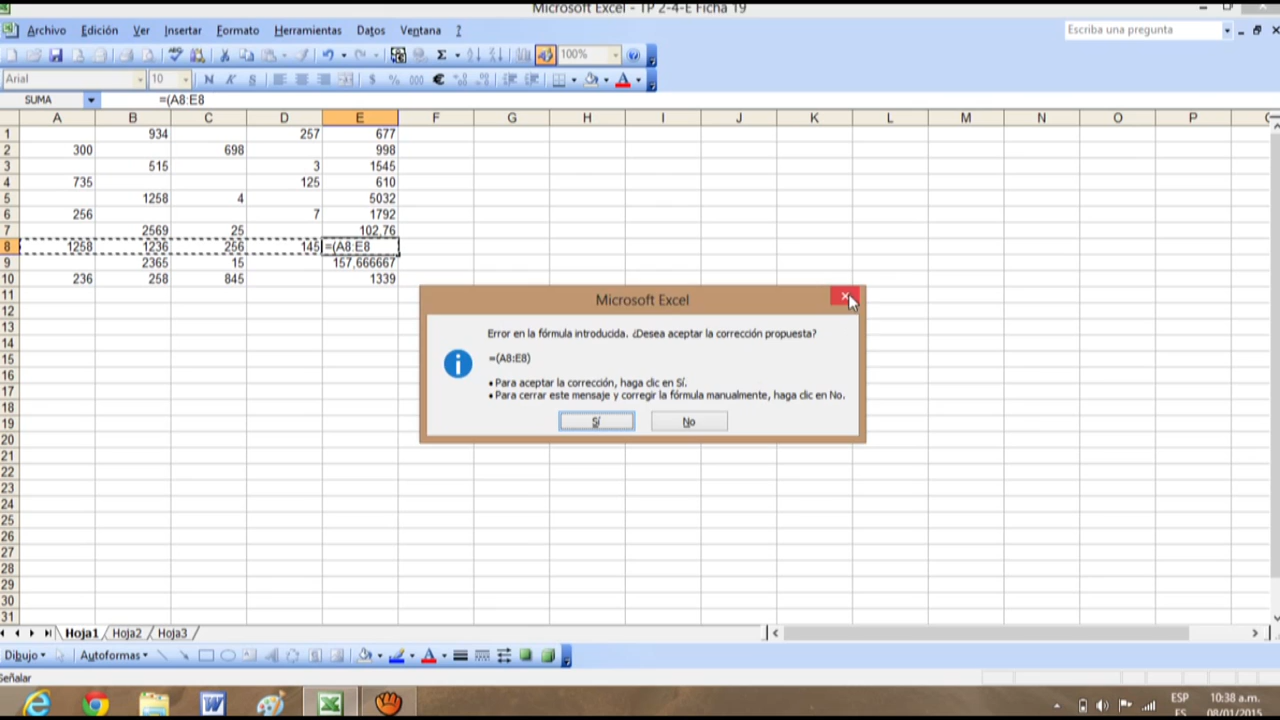 Microsoft Excel - TP 2-4-E Ficha 19
Archivo Edición Ver Insertar Formato Herramientas Datos Ventana ? Escriba una pregunta
Σ 100%
Arial 10 N K S $ % 000 €
SUMA =(A8:E8
A B C D E F G H I J K L M N O P
1 934 257 677
2 300 698 998
3 515 3 1545
4 735 125 610
5 1258 4 5032
6 256 7 1792
7 2569 25 102,76
8 1258 1236 256 145 =(A8:E8
9 2365 15 157,666667
10 236 258 845 1339
11
12
13
14
15
16
17
18
19
20
21
22
23
24
25
26
27
28
29
30
31
Microsoft Excel
Error en la fórmula introducida. ¿Desea aceptar la corrección propuesta?
=(A8:E8)
• Para aceptar la corrección, haga clic en Sí.
• Para cerrar este mensaje y corregir la fórmula manualmente, haga clic en No.
Sí No
Hoja1 Hoja2 Hoja3
Dibujo Autoformas
Señalar
ESP 10:38 a.m.
ES 08/01/2015